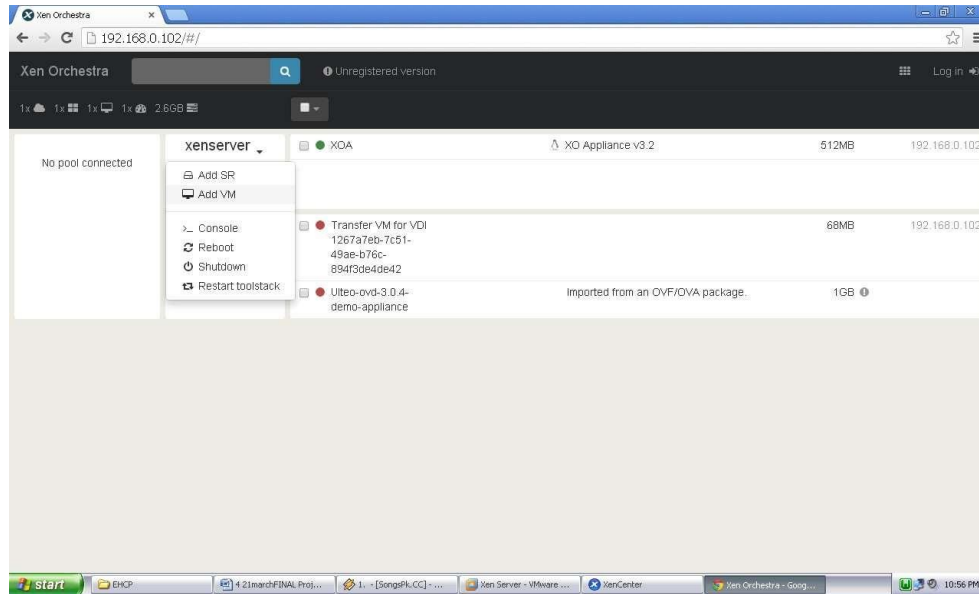 Xen Orchestra
192.168.0.102/#/
Xen Orchestra
Unregistered version
Log in
1x 1x 1x 1x 2.6GB
No pool connected
xenserver
Add SR
Add VM
>_ Console
Reboot
Shutdown
Restart toolstack
XOA XO Appliance v3.2 512MB 192.168.0.102
Transfer VM for VDI 68MB 192.168.0.102
1267a7eb-7c51-
49ae-b76c-
894f3de4de42
Ulteo-ovd-3.0.4- Imported from an OVF/OVA package. 1GB
demo-appliance
start EHCP 4 21marchFINAL Proj... 1. - [SongsPk.CC] - ... Xen Server - VMware ... XenCenter Xen Orchestra - Goog... 10:56 PM